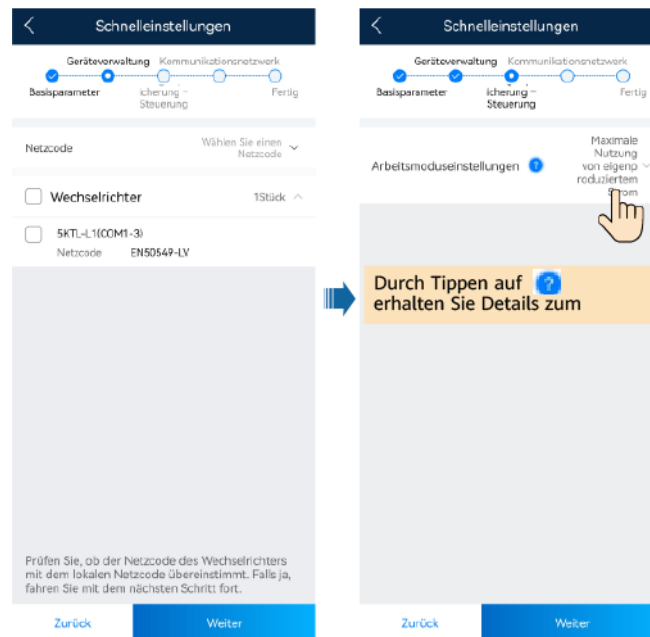 Schnelleinstellungen
Geräteverwaltung Kommunikationsnetzwerk
Basisparameter
icherung –
Steuerung
Fertig
Netzcode
Wählen Sie einen
Netzcode
Wechselrichter
1Stück
5KTL-L1(COM1-3)
Netzcode EN50549-LV
Prüfen Sie, ob der Netzcode des Wechselrichters
mit dem lokalen Netzcode übereinstimmt. Falls ja,
fahren Sie mit dem nächsten Schritt fort.
Zurück Weiter
Schnelleinstellungen
Geräteverwaltung Kommunikationsnetzwerk
Basisparameter
icherung –
Steuerung
Fertig
Arbeitsmoduseinstellungen ?
Maximale
Nutzung
von eigenp
roduziertem
Durch Tippen auf ?
erhalten Sie Details zum
Zurück Weiter